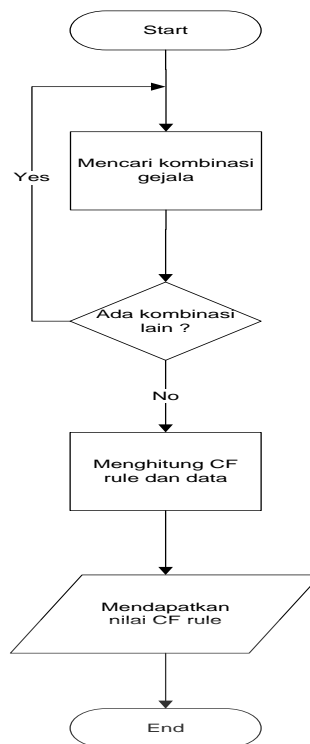 Start
Mencari kombinasi
gejala
Yes
Ada kombinasi
lain ?
No
Menghitung CF
rule dan data
Mendapatkan
nilai CF rule
End